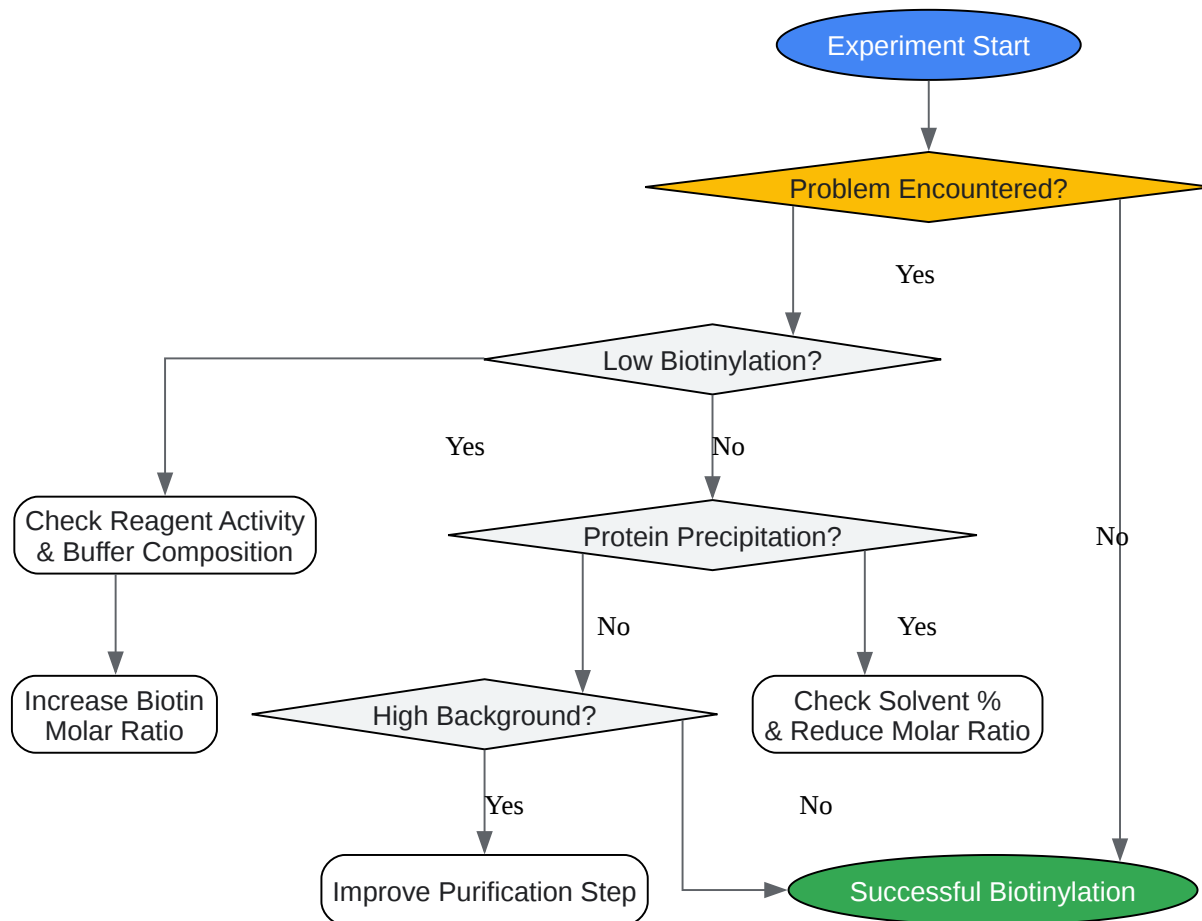 Experiment Start
Problem Encountered?
Yes
Low Biotinylation?
Yes
No
Check Reagent Activity
& Buffer Composition
Protein Precipitation?
No
No
Yes
Increase Biotin
Molar Ratio
High Background?
Check Solvent %
& Reduce Molar Ratio
Yes
No
Improve Purification Step
Successful Biotinylation